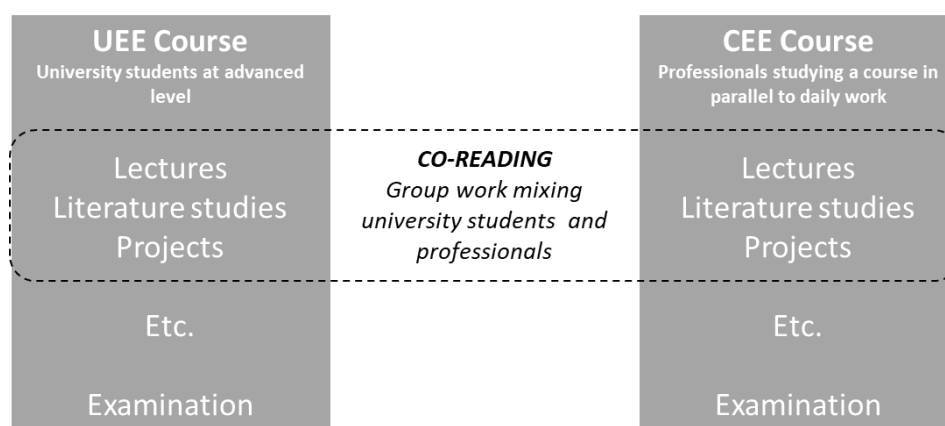 UEE Course
University students at advanced
level
Lectures
Literature studies
Projects
Etc.
Examination
CO-READING
Group work mixing
university students and
professionals
CEE Course
Professionals studying a course in
parallel to daily work
Lectures
Literature studies
Projects
Etc.
Examination